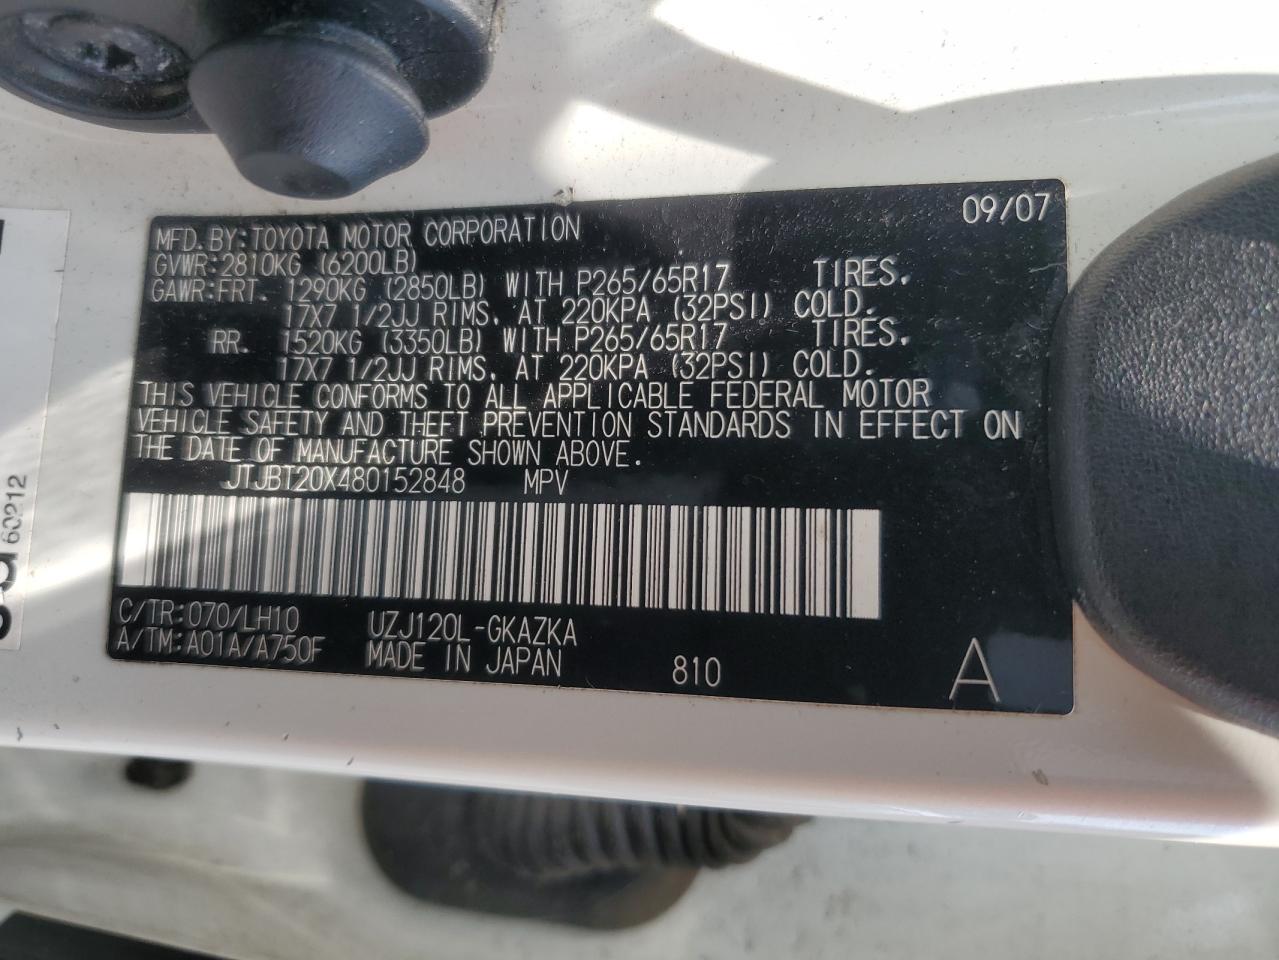 09/07
MFD.BY:TOYOTA MOTOR CORPORATION
GVWR:2810KG (6200LB)
GAWR:FRT. 1290KG (2850LB) WITH P265/65R17 TIRES.
17X7 1/2JJ RIMS, AT 220KPA (32PSI) COLD.
RR. 1520KG (3350LB) WITH P265/65R17 TIRES.
17X7 1/2JJ RIMS, AT 220KPA (32PSI) COLD.
THIS VEHICLE CONFORMS TO ALL APPLICABLE FEDERAL MOTOR
VEHICLE SAFETY AND THEFT PREVENTION STANDARDS IN EFFECT ON
THE DATE OF MANUFACTURE SHOWN ABOVE.
JTJBT20X480152848 MPV
C/TR:070/LH10 UZJ120L-GKAZKA
A/TM:A01A/A750F MADE IN JAPAN 810 A
60212